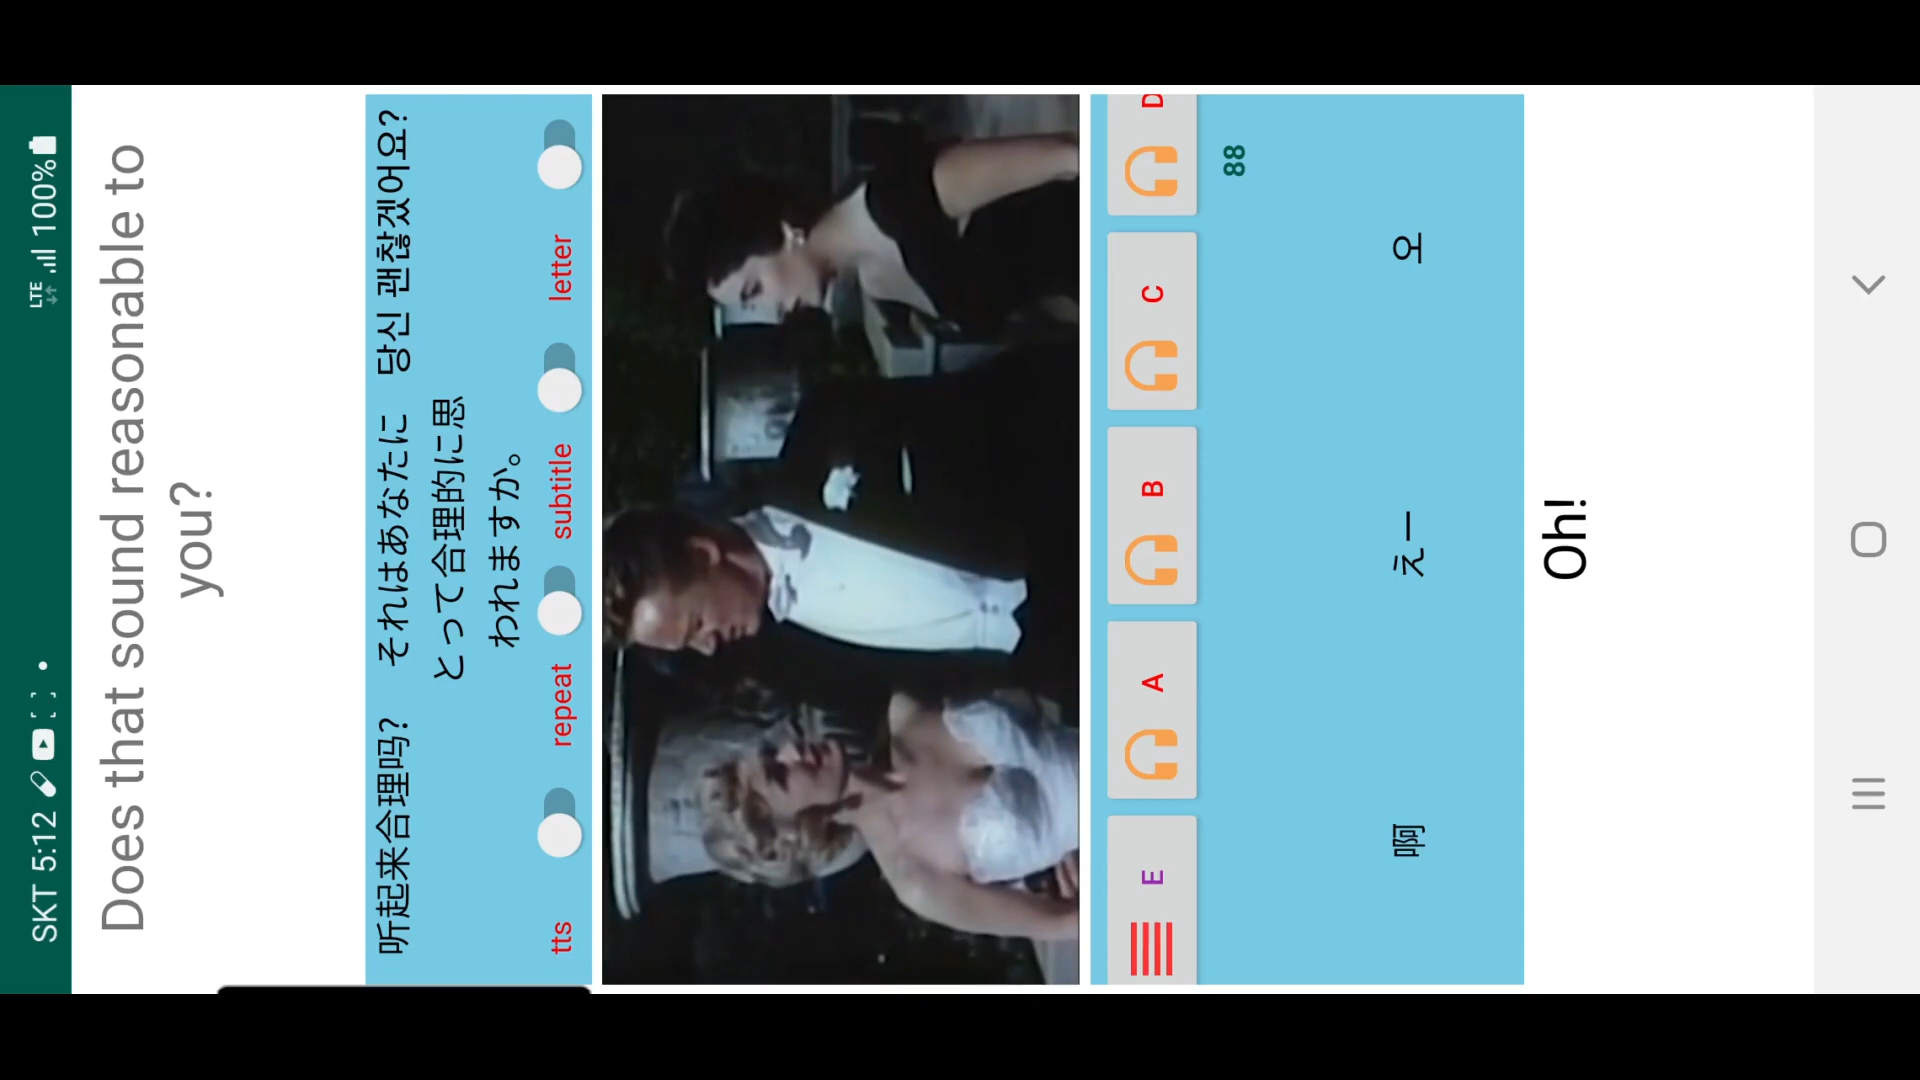 SKT 5:12
LTE 100%
Does that sound reasonable to
you?
听起来合理吗?
それはあなたに
とって合理的に思
われますか。
당신 괜찮겠어요?
tts
repeat
subtitle
letter
E
A
B
C
D
88
啊
えー
오
Oh!